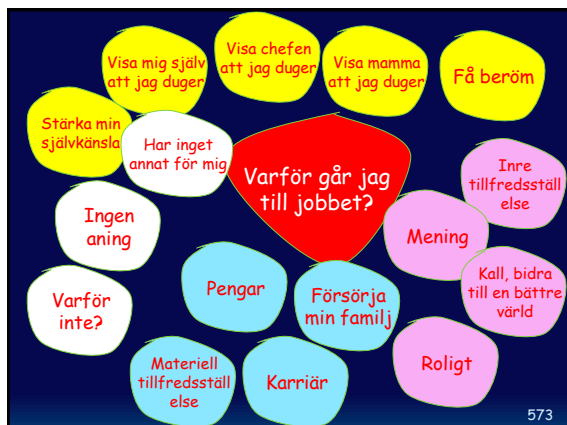 Visa mig själv
att jag duger
Visa chefen
att jag duger
Visa mamma
att jag duger
Få beröm
Stärka min
självkänsla
Har inget
annat för mig
Varför går jag
till jobbet?
Inre
tillfredsställ
else
Ingen
aning
Mening
Kall, bidra
till en bättre
värld
Varför
inte?
Pengar
Försörja
min familj
Materiell
tillfredsställ
else
Karriär
Roligt
573